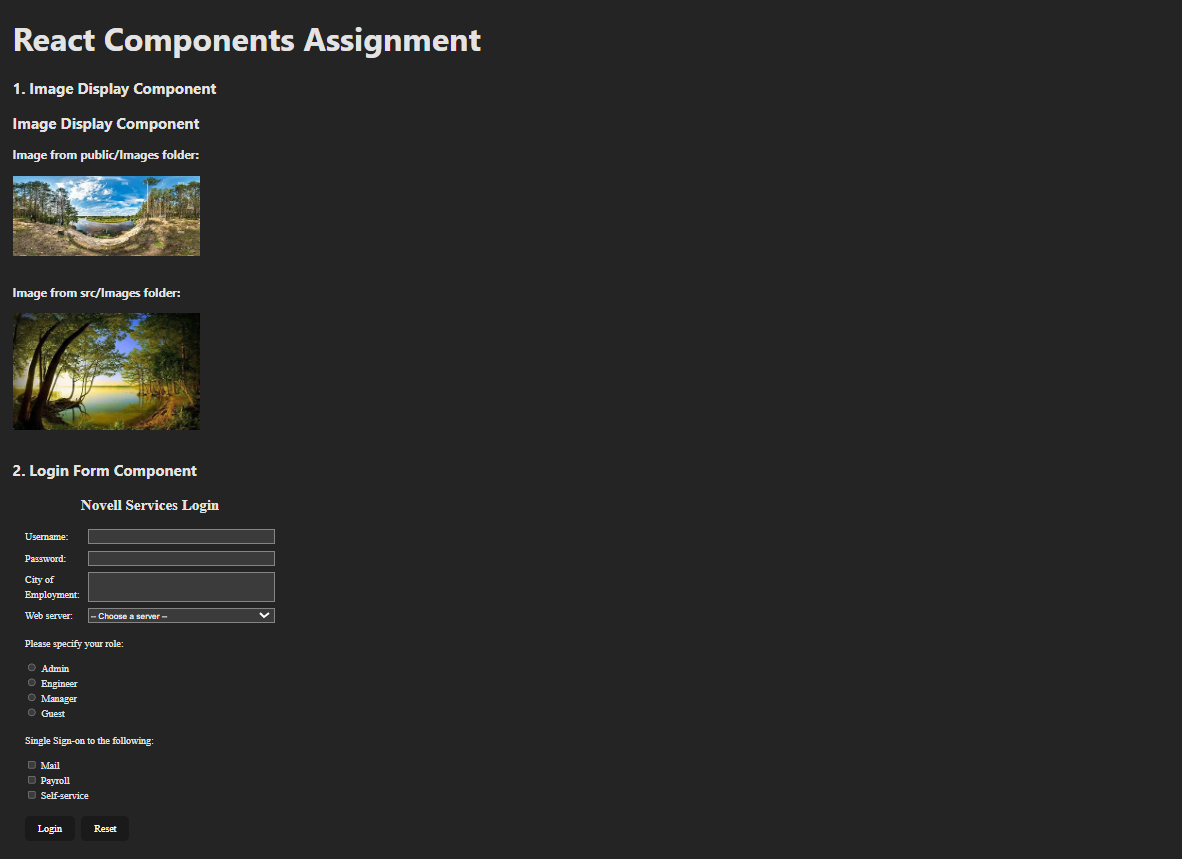 React Components Assignment
1. Image Display Component
Image Display Component
Image from public/Images folder:
Image from src/Images folder:
2. Login Form Component
Novell Services Login
Username:
Password:
City of
Employment:
Web server:
-- Choose a server --
Please specify your role:
Admin
Engineer
Manager
Guest
Single Sign-on to the following:
Mail
Payroll
Self-service
Login
Reset